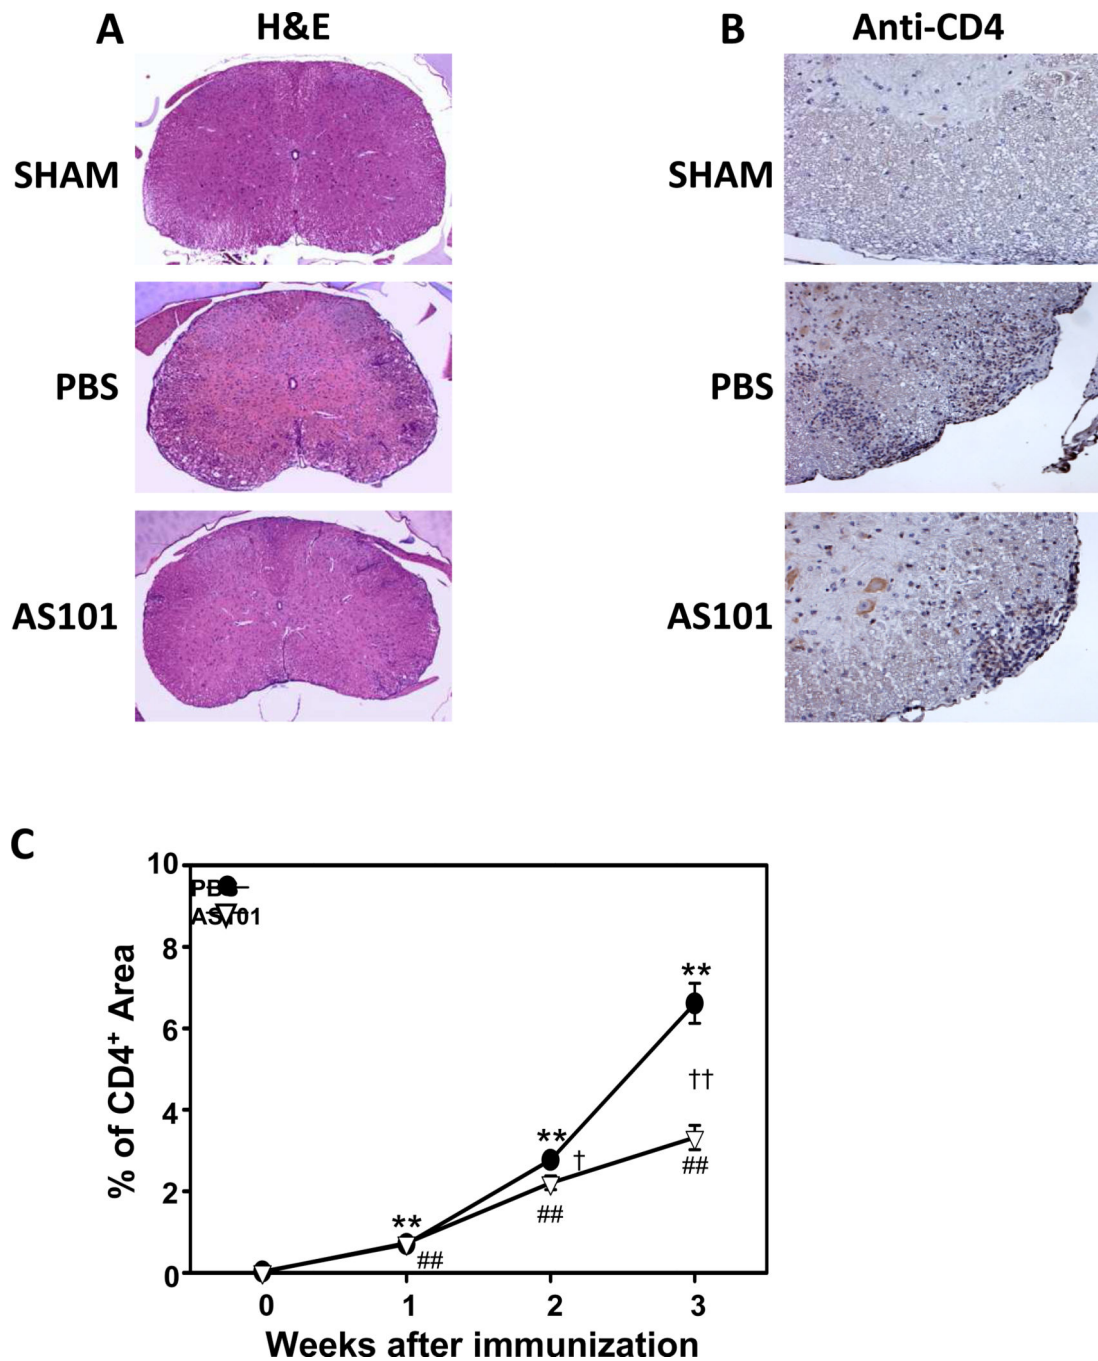 A H&E
B Anti-CD4
SHAM
SHAM
PBS
PBS
AS101
AS101
C
10
PBS
AS101
8
**
6
% of CD4⁺ Area
††
4
**
†
##
2
##
**
##
0
0 1 2 3
Weeks after immunization